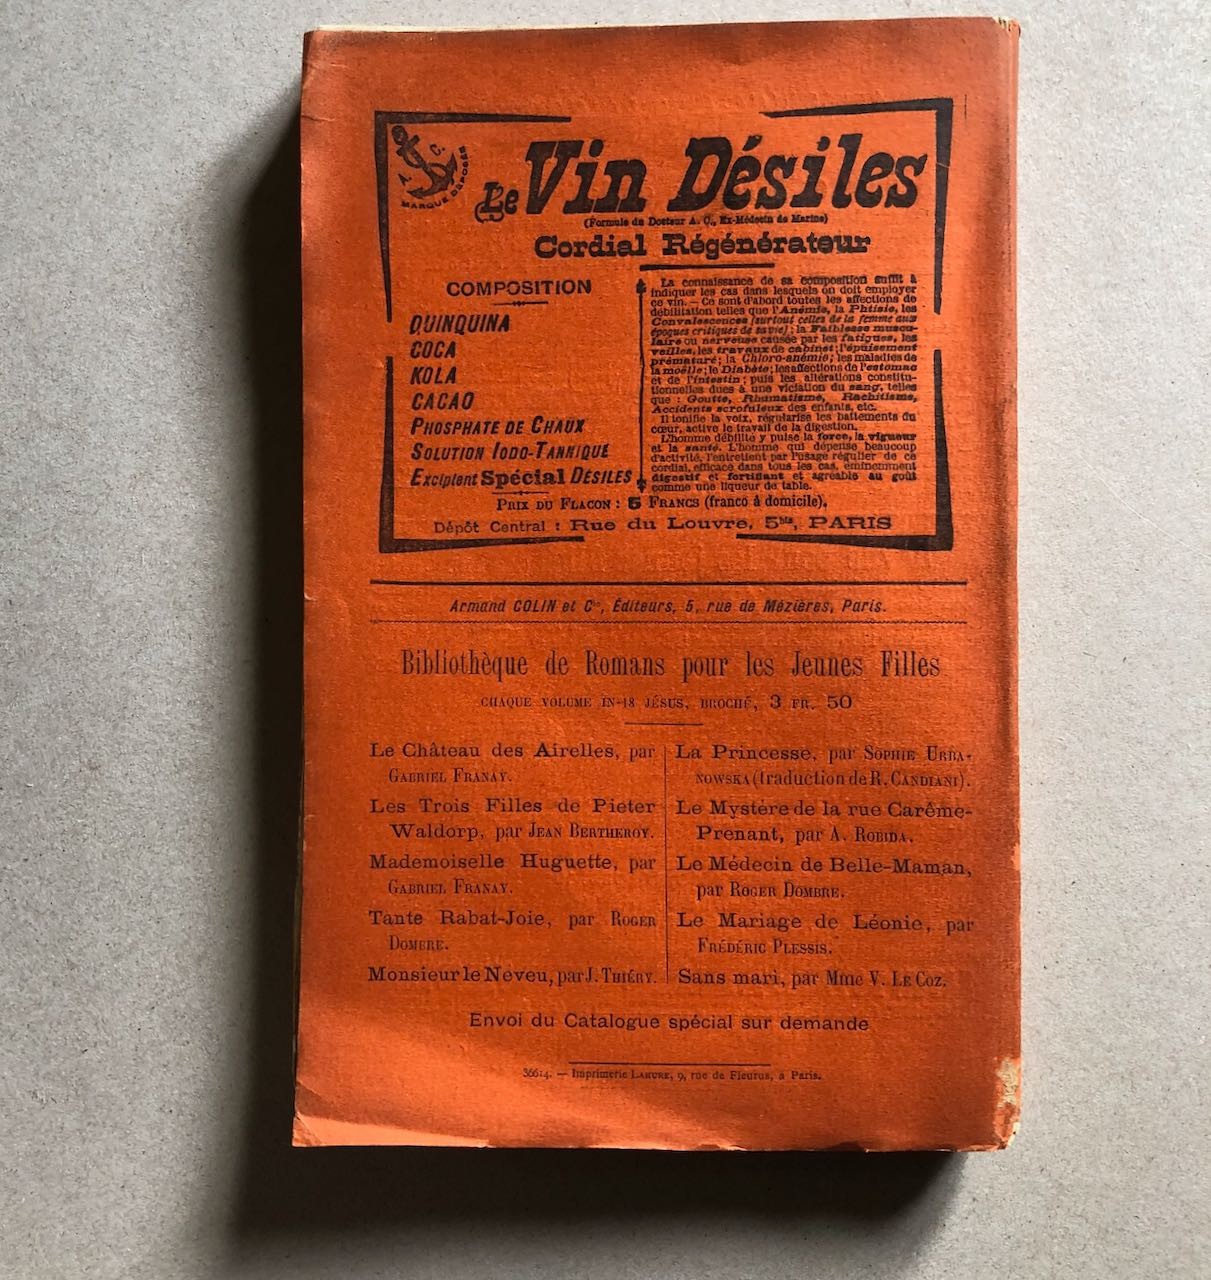 A. C.
MARQUE DÉPOSÉE
Le Vin Désiles
(Formule du Docteur A. C., Ex-Médecin de Marine)
Cordial Régénérateur
COMPOSITION
QUINQUINA
COCA
KOLA
CACAO
PHOSPHATE DE CHAUX
SOLUTION IODO-TANNIQUE
Excipient Spécial DÉSILES
La connaissance de sa composition suffit à
indiquer les cas dans lesquels on doit employer
ce vin. — Ce sont d'abord toutes les affections de
débilitation telles que l'Anémie, la Phtisie, les
Convalescences (surtout celles de la femme aux
époques critiques de sa vie); la Faiblesse muscu-
laire ou nerveuse causée par les fatigues, les
veilles, les travaux de cabinet; l'épuisement
prématuré; la Chloro-anémie; les maladies de
la moëlle; le Diabète; les affections de l'estomac
et de l'intestin; puis les altérations constitu-
tionnelles dues à une viciation du sang, telles
que : Goutte, Rhumatisme, Rachitisme,
Accidents scrofuleux des enfants, etc.
Il tonifie la voix, régularise les battements du
cœur, active le travail de la digestion.
L'homme débilité y puise la force, la vigueur
et la santé. L'homme qui dépense beaucoup
d'activité, l'entretient par l'usage régulier de ce
cordial, efficace dans tous les cas, éminemment
digestif et fortifiant et agréable au goût
comme une liqueur de table.
PRIX DU FLACON : 5 FRANCS (franco à domicile).
Dépôt Central : Rue du Louvre, 5bis, PARIS
Armand COLIN et Cie, Éditeurs, 5, rue de Mézières, Paris.
Bibliothèque de Romans pour les Jeunes Filles
CHAQUE VOLUME IN-18 JÉSUS, BROCHÉ, 3 FR. 50
Le Château des Airelles, par
GABRIEL FRANAY.
Les Trois Filles de Pieter
Waldorp, par JEAN BERTHEROY.
Mademoiselle Huguette, par
GABRIEL FRANAY.
Tante Rabat-Joie, par ROGER
DOMBRE.
Monsieur le Neveu, par J. THIÉRY.
La Princesse, par SOPHIE URBA-
NOWSKA (traduction de R. CANDIANI).
Le Mystère de la rue Carême-
Prenant, par A. ROBIDA.
Le Médecin de Belle-Maman,
par ROGER DOMBRE.
Le Mariage de Léonie, par
FRÉDÉRIC PLESSIS.
Sans mari, par Mme V. LE COZ.
Envoi du Catalogue spécial sur demande
36614. — Imprimerie LAHURE, 9, rue de Fleurus, à Paris.